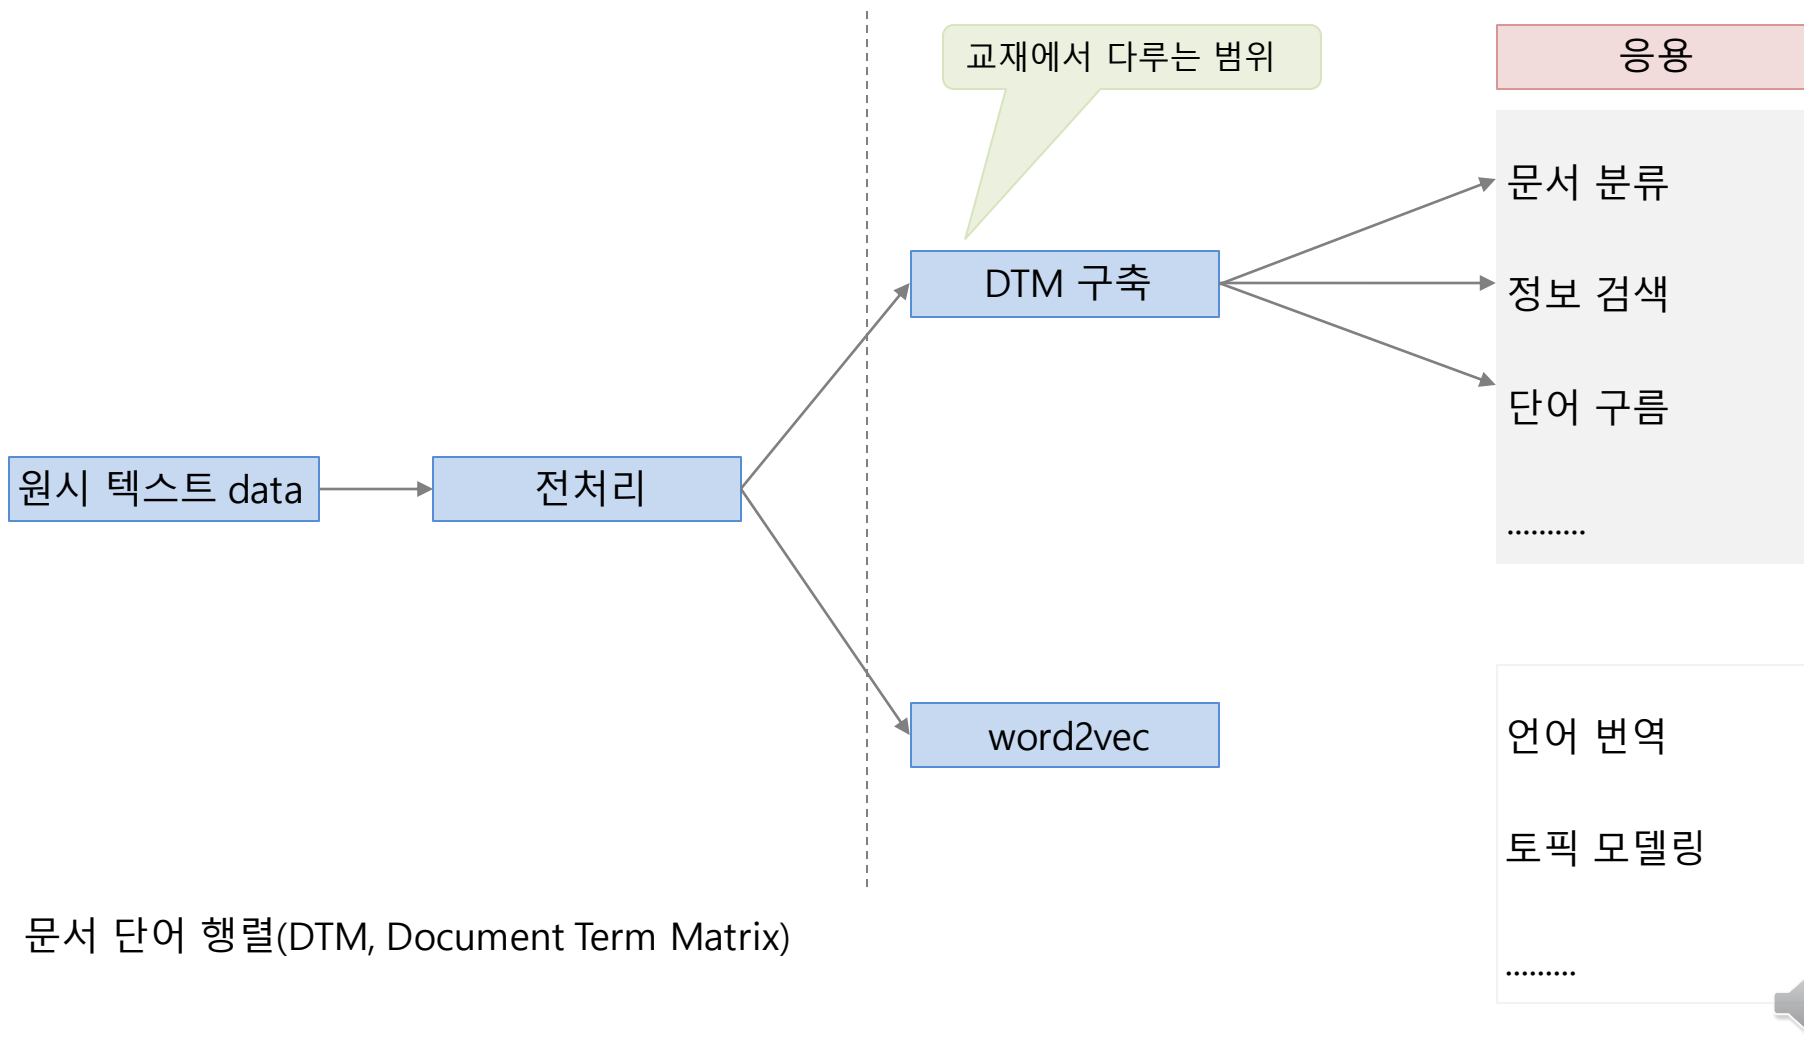 교재에서 다루는 범위
응용
문서 분류
DTM 구축
정보 검색
단어 구름
원시 텍스트 data
전처리
..........
word2vec
언어 번역
토픽 모델링
문서 단어 행렬(DTM, Document Term Matrix)
.........